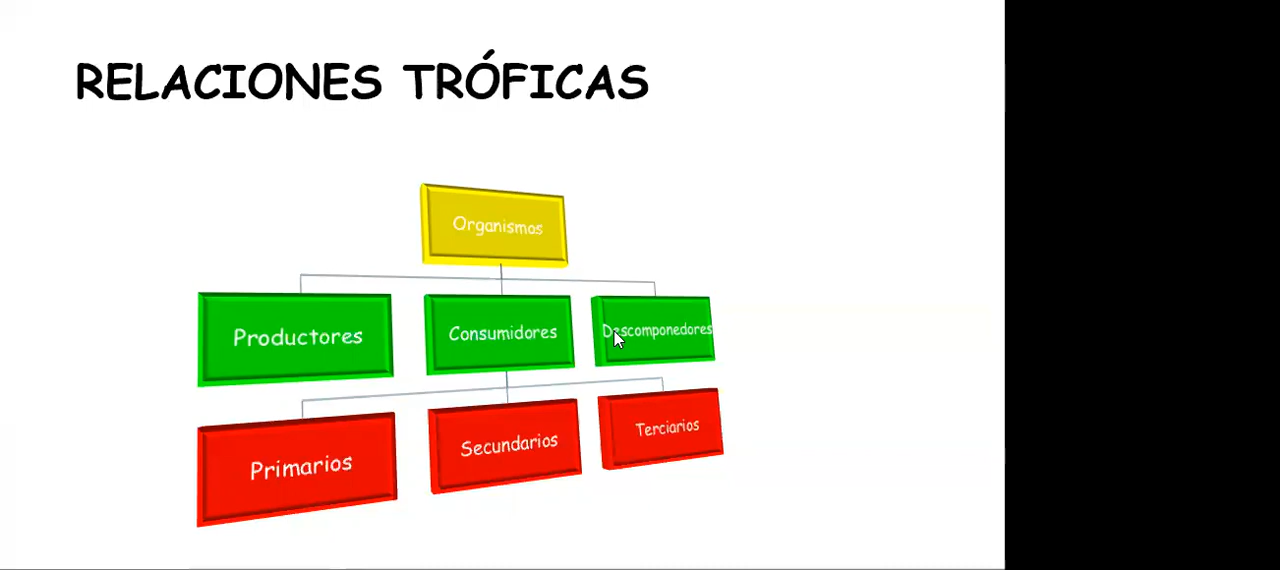 RELACIONES TRÓFICAS
Organismos
Productores
Consumidores
Descomponedores
Primarios
Secundarios
Terciarios